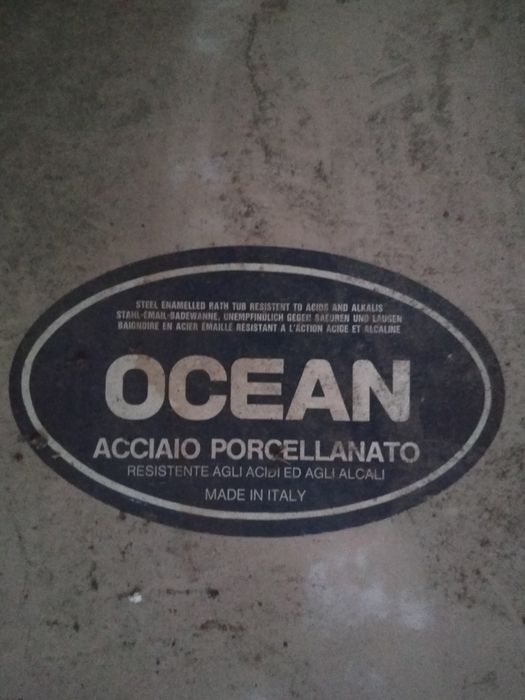 STEEL ENAMELLED BATH TUB RESISTENT TO ACIDS AND ALKALIS
STAHL-EMAIL-BADEWANNE, UNEMPFINDLICH GEGEN SAEUREN UND LAUGEN
BAIGNOIRE EN ACIER EMAILLE RESISTANT A L'ACTION ACIDE ET ALCALINE
OCEAN
ACCIAIO PORCELLANATO
RESISTENTE AGLI ACIDI ED AGLI ALCALI
MADE IN ITALY